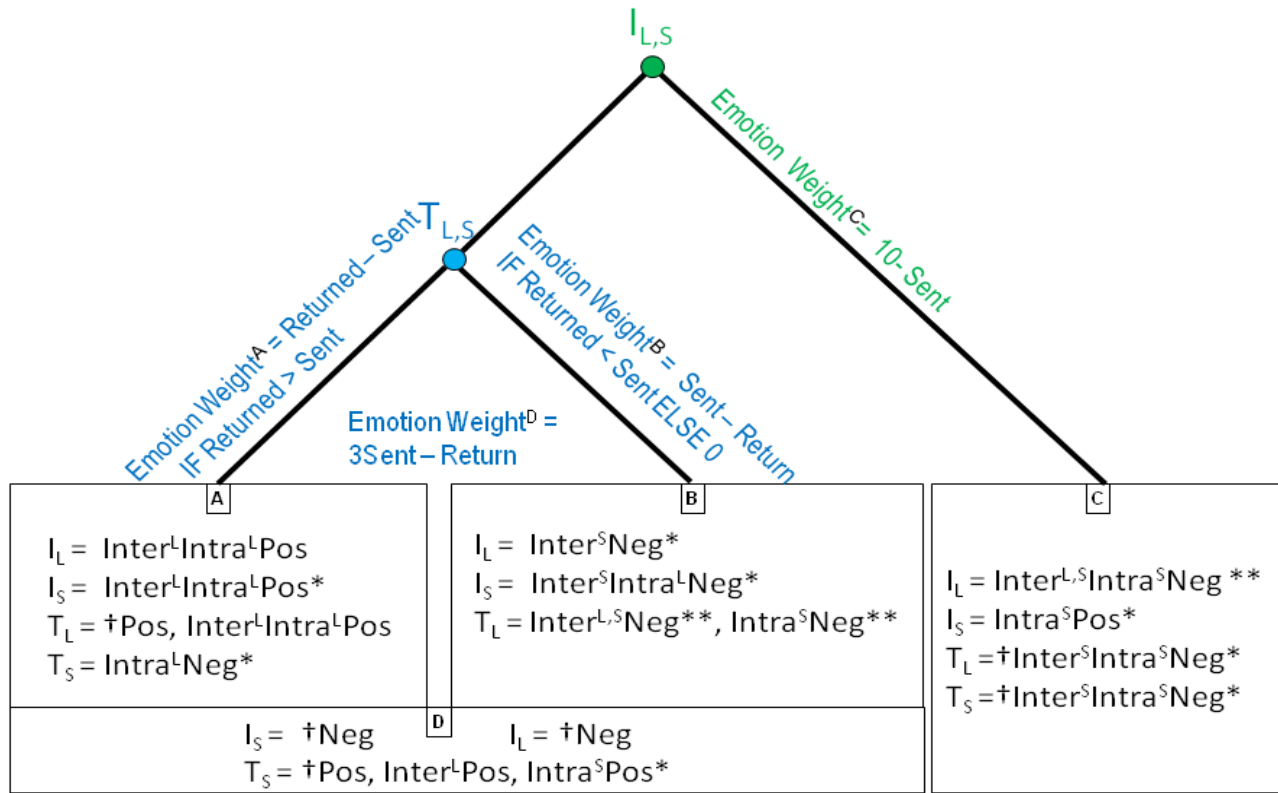 I_L,S
Emotion Weight^C = 10- Sent
T_L,S
Emotion Weight^A = Returned – Sent
IF Returned > Sent
Emotion Weight^B = Sent – Return
IF Returned < Sent ELSE 0
Emotion Weight^D =
3Sent – Return
A
I_L = Inter^L Intra^L Pos
I_S = Inter^L Intra^L Pos*
T_L = †Pos, Inter^L Intra^L Pos
T_S = Intra^L Neg*
B
I_L = Inter^S Neg*
I_S = Inter^S Intra^L Neg*
T_L = Inter^L,S Neg**, Intra^S Neg**
C
I_L = Inter^L,S Intra^S Neg **
I_S = Intra^S Pos*
T_L = †Inter^S Intra^S Neg*
T_S = †Inter^S Intra^S Neg*
D
I_S = †Neg I_L = †Neg
T_S = †Pos, Inter^L Pos, Intra^S Pos*